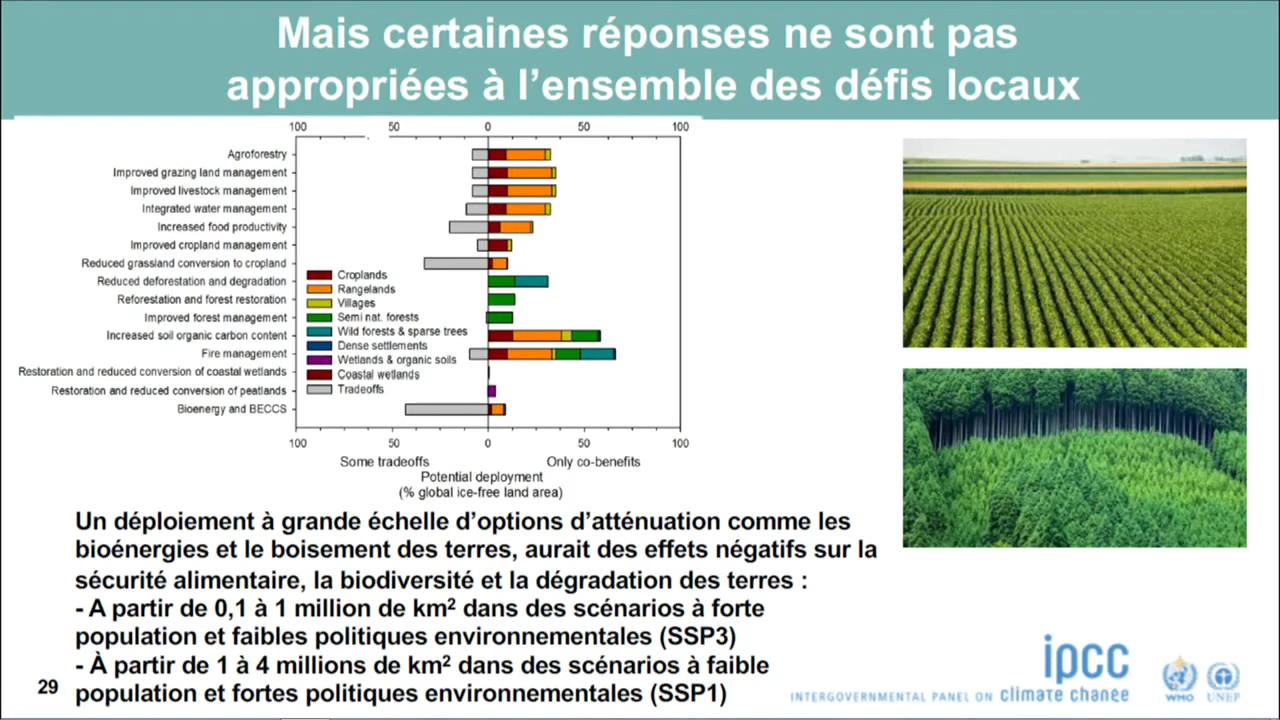 Mais certaines réponses ne sont pas
appropriées à l’ensemble des défis locaux
100 50 0 50 100
Agroforestry
Improved grazing land management
Improved livestock management
Integrated water management
Increased food productivity
Improved cropland management
Reduced grassland conversion to cropland
Reduced deforestation and degradation
Reforestation and forest restoration
Improved forest management
Increased soil organic carbon content
Fire management
Restoration and reduced conversion of coastal wetlands
Restoration and reduced conversion of peatlands
Bioenergy and BECCS
Croplands
Rangelands
Villages
Semi nat. forests
Wild forests & sparse trees
Dense settlements
Wetlands & organic soils
Coastal wetlands
Tradeoffs
100 50 0 50 100
Some tradeoffs Only co-benefits
Potential deployment
(% global ice-free land area)
Un déploiement à grande échelle d’options d’atténuation comme les
bioénergies et le boisement des terres, aurait des effets négatifs sur la
sécurité alimentaire, la biodiversité et la dégradation des terres :
- A partir de 0,1 à 1 million de km² dans des scénarios à forte
population et faibles politiques environnementales (SSP3)
- À partir de 1 à 4 millions de km² dans des scénarios à faible
population et fortes politiques environnementales (SSP1)
29
ipcc
INTERGOVERNMENTAL PANEL ON climate change
WMO UNEP